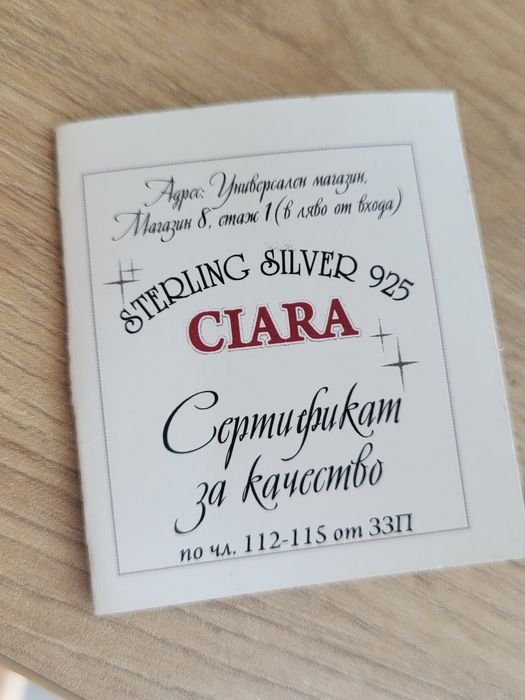 Адрес: Универсален магазин,
Магазин 8, етаж 1 (в ляво от входа)
STERLING SILVER 925
CIARA
Сертификат
за качество
по чл. 112-115 от ЗЗП